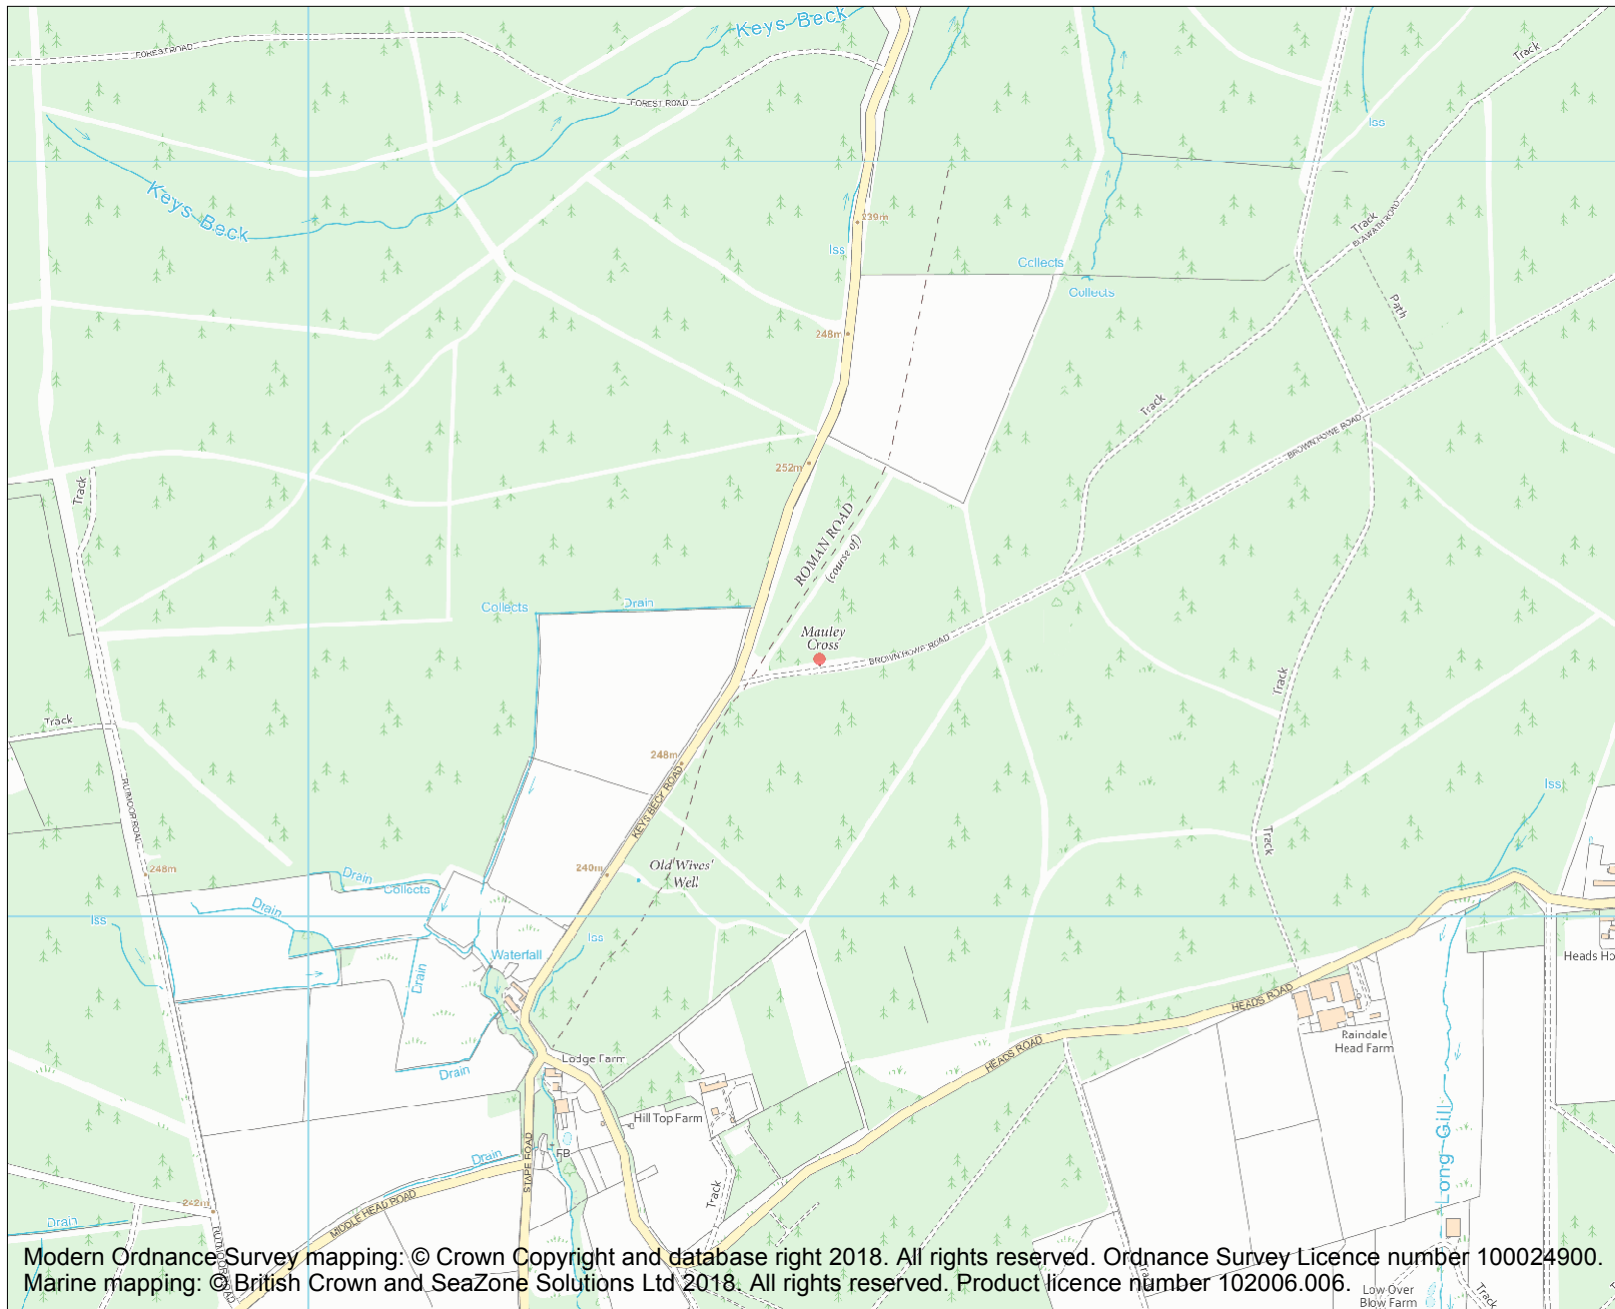 Keys Beck
FOREST ROAD
Track
FOREST ROAD
Iss
Keys Beck
239m
Track
BLAWATH ROAD
Iss
Collects
Collects
Path
248m
Track
BROWN HOWE ROAD
252m
Track
ROMAN ROAD
(course of)
Collects
Drain
Mauley
Cross
BROWN HOWE ROAD
Track
Track
248m
KEYS BECK ROAD
Iss
RUTMOOR ROAD
Track
248m
240m
Old Wives'
Well
Drain
Collects
Drain
Iss
Iss
Waterfall
Drain
Heads Ho
HEADS ROAD
Raindale
Head Farm
HEADS ROAD
Lodge Farm
Drain
Hill Top Farm
Long Gill
FB
STAPE ROAD
Drain
Track
242m
MIDDLE HEAD ROAD
Drain
RUTMOOR ROAD
Modern Ordnance Survey mapping: © Crown Copyright and database right 2018. All rights reserved. Ordnance Survey Licence number 100024900.
Marine mapping: © British Crown and SeaZone Solutions Ltd 2018. All rights reserved. Product licence number 102006.006.
Track
Track
Low Over
Blow Farm